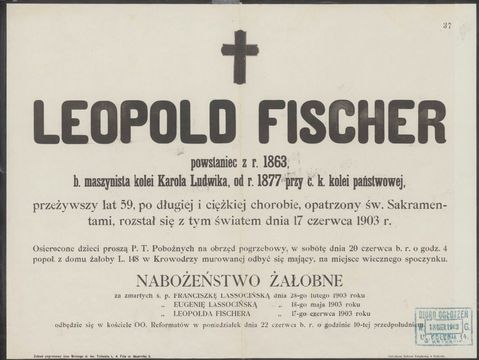 37
LEOPOLD FISCHER
powstaniec z r. 1863,
b. maszynista kolei Karola Ludwika, od r. 1877 przy c. k. kolei państwowej,
przeżywszy lat 59, po długiej i ciężkiej chorobie, opatrzony św. Sakramen-
tami, rozstał się z tym światem dnia 17 czerwca 1903 r.
Osierocone dzieci proszą P. T. Pobożnych na obrzęd pogrzebowy, w sobotę dnia 20 czerwca b. r. o godz. 4
popoł. z domu żałoby L. 148 w Krowodrzy murowanej odbyć się mający, na miejsce wiecznego spoczynku.
NABOŻEŃSTWO ŻAŁOBNE
za zmarłych ś. p. FRANCISZKĘ LASSOCIŃSKĄ dnia 28-go lutego 1903 roku
„ EUGENIĘ LASSOCIŃSKĄ „ 18-go maja 1903 roku
„ LEOPOLDA FISCHERA „ 17-go czerwca 1903 roku
odbędzie się w kościele OO. Reformatów w poniedziałek dnia 22 czerwca b. r. o godzinie 10-tej przedpołudniem.
BIURO OGŁOSZEŃ